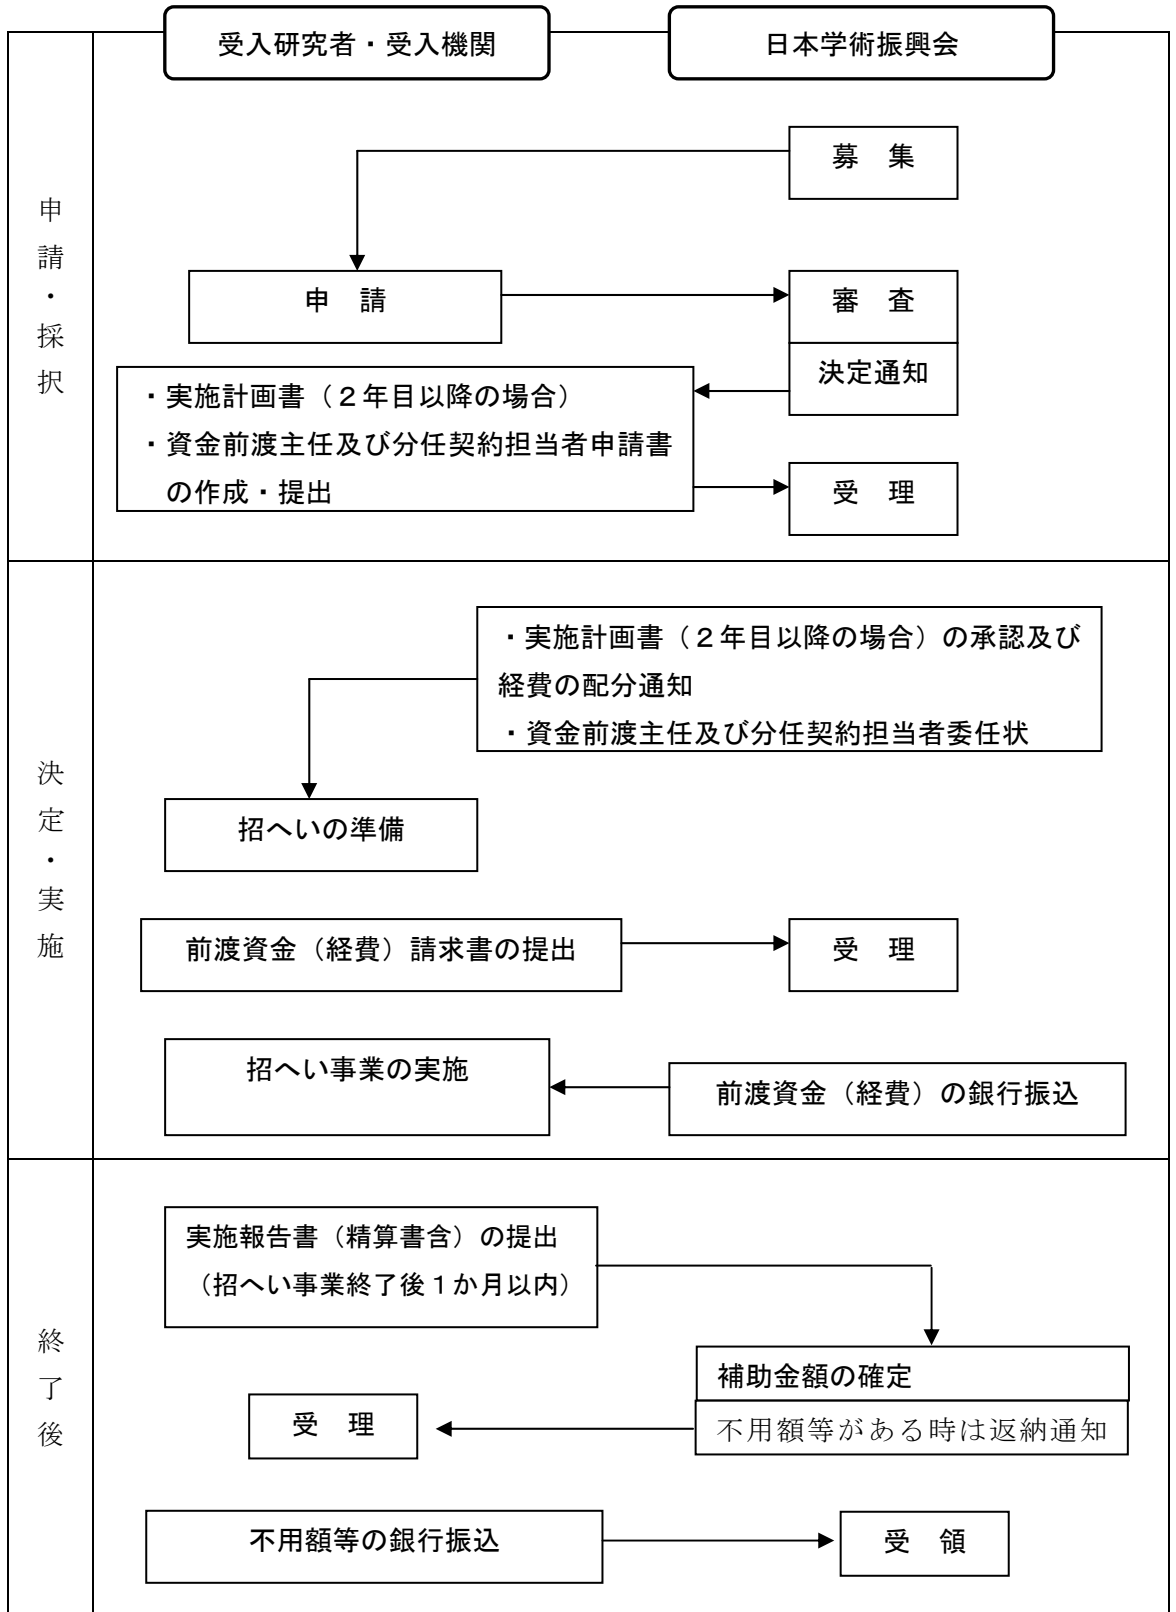 受入研究者・受入機関
日本学術振興会
申請・採択
募　集
申　請
審　査
決定通知
・実施計画書（２年目以降の場合）
・資金前渡主任及び分任契約担当者申請書
の作成・提出
受　理
決定・実施
・実施計画書（２年目以降の場合）の承認及び
経費の配分通知
・資金前渡主任及び分任契約担当者委任状
招へいの準備
前渡資金（経費）請求書の提出
受　理
招へい事業の実施
前渡資金（経費）の銀行振込
終了後
実施報告書（精算書含）の提出
（招へい事業終了後１か月以内）
補助金額の確定
不用額等がある時は返納通知
受　理
不用額等の銀行振込
受　領